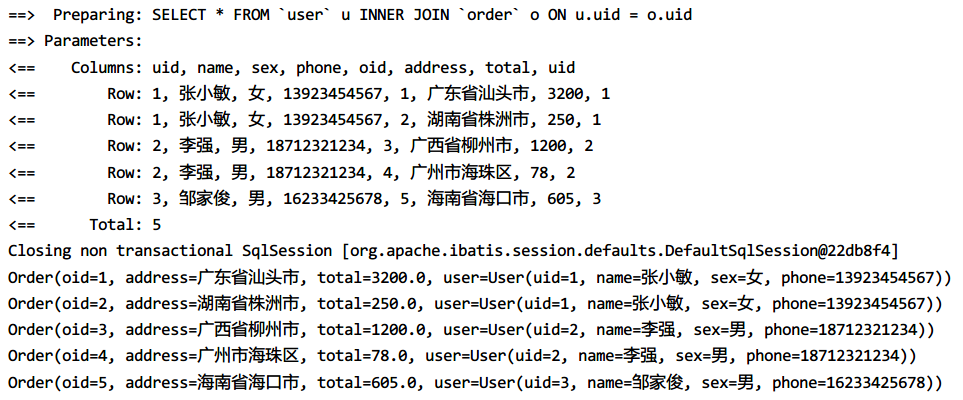 ==>  Preparing: SELECT * FROM `user` u INNER JOIN `order` o ON u.uid = o.uid
==> Parameters:
<==    Columns: uid, name, sex, phone, oid, address, total, uid
<==        Row: 1, 张小敏, 女, 13923454567, 1, 广东省汕头市, 3200, 1
<==        Row: 1, 张小敏, 女, 13923454567, 2, 湖南省株洲市, 250, 1
<==        Row: 2, 李强, 男, 18712321234, 3, 广西省柳州市, 1200, 2
<==        Row: 2, 李强, 男, 18712321234, 4, 广州市海珠区, 78, 2
<==        Row: 3, 邹家俊, 男, 16233425678, 5, 海南省海口市, 605, 3
<==      Total: 5
Closing non transactional SqlSession [org.apache.ibatis.session.defaults.DefaultSqlSession@22db8f4]
Order(oid=1, address=广东省汕头市, total=3200.0, user=User(uid=1, name=张小敏, sex=女, phone=13923454567))
Order(oid=2, address=湖南省株洲市, total=250.0, user=User(uid=1, name=张小敏, sex=女, phone=13923454567))
Order(oid=3, address=广西省柳州市, total=1200.0, user=User(uid=2, name=李强, sex=男, phone=18712321234))
Order(oid=4, address=广州市海珠区, total=78.0, user=User(uid=2, name=李强, sex=男, phone=18712321234))
Order(oid=5, address=海南省海口市, total=605.0, user=User(uid=3, name=邹家俊, sex=男, phone=16233425678))